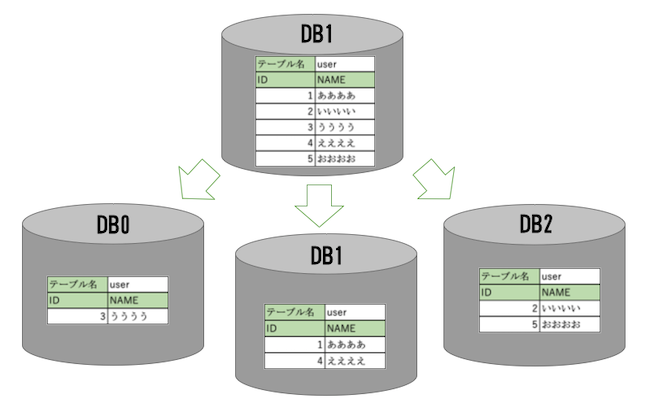 DB1
テーブル名 user
ID NAME
1 ああああ
2 いいいい
3 うううう
4 ええええ
5 おおおお
DB0
テーブル名 user
ID NAME
3 うううう
DB1
テーブル名 user
ID NAME
1 ああああ
4 ええええ
DB2
テーブル名 user
ID NAME
2 いいいい
5 おおおお